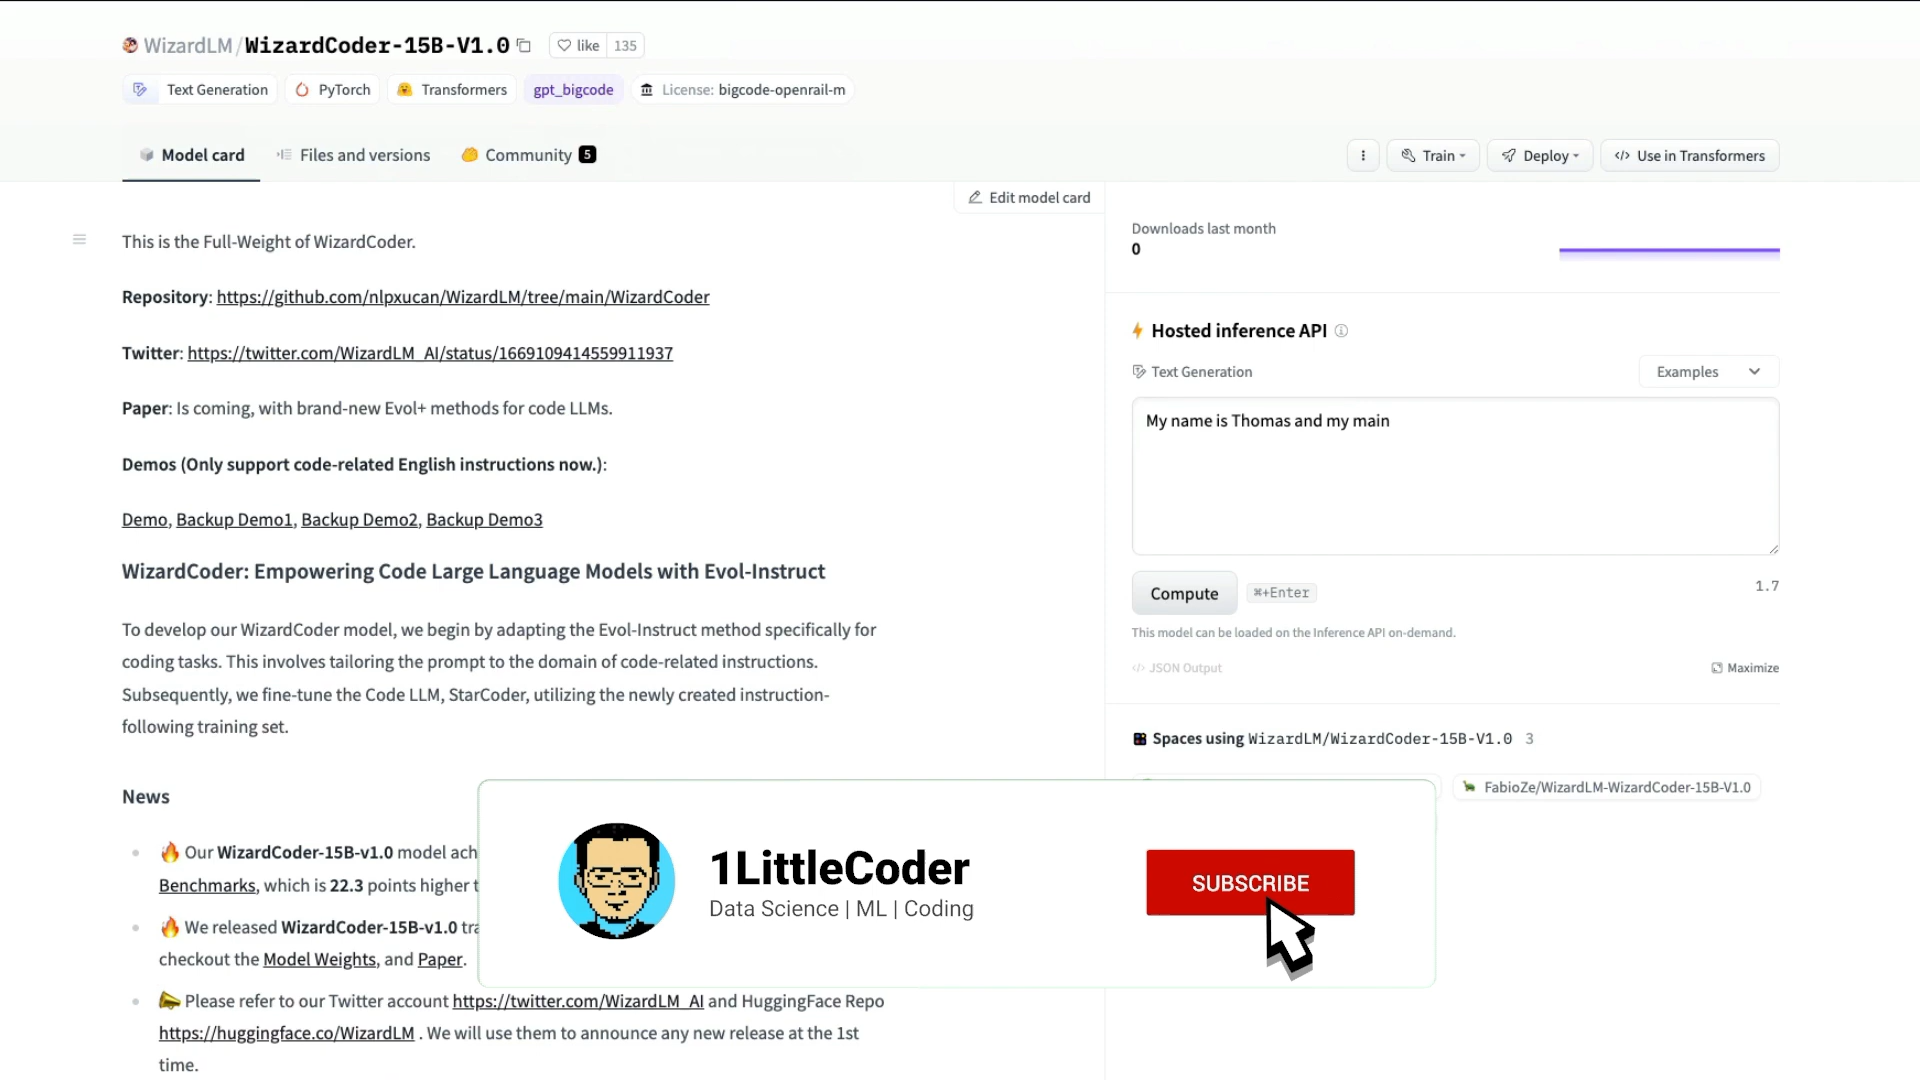 WizardLM/WizardCoder-15B-V1.0 like 135
Text Generation PyTorch Transformers gpt_bigcode License: bigcode-openrail-m
Model card Files and versions Community 5
Train Deploy </> Use in Transformers
Edit model card
This is the Full-Weight of WizardCoder.
Repository: https://github.com/nlpxucan/WizardLM/tree/main/WizardCoder
Twitter: https://twitter.com/WizardLM_AI/status/1669109414559911937
Paper: Is coming, with brand-new Evol+ methods for code LLMs.
Demos (Only support code-related English instructions now.):
Demo, Backup Demo1, Backup Demo2, Backup Demo3
WizardCoder: Empowering Code Large Language Models with Evol-Instruct
To develop our WizardCoder model, we begin by adapting the Evol-Instruct method specifically for
coding tasks. This involves tailoring the prompt to the domain of code-related instructions.
Subsequently, we fine-tune the Code LLM, StarCoder, utilizing the newly created instruction-
following training set.
News
Our WizardCoder-15B-v1.0 model ach
Benchmarks, which is 22.3 points higher t
We released WizardCoder-15B-v1.0 tra
checkout the Model Weights, and Paper.
Please refer to our Twitter account https://twitter.com/WizardLM_AI and HuggingFace Repo
https://huggingface.co/WizardLM . We will use them to announce any new release at the 1st
time.
Downloads last month
0
Hosted inference API
Text Generation
Examples
My name is Thomas and my main
Compute ⌘+Enter
1.7
This model can be loaded on the Inference API on-demand.
</> JSON Output
Maximize
Spaces using WizardLM/WizardCoder-15B-V1.0 3
FabioZe/WizardLM-WizardCoder-15B-V1.0
1LittleCoder
Data Science | ML | Coding
SUBSCRIBE